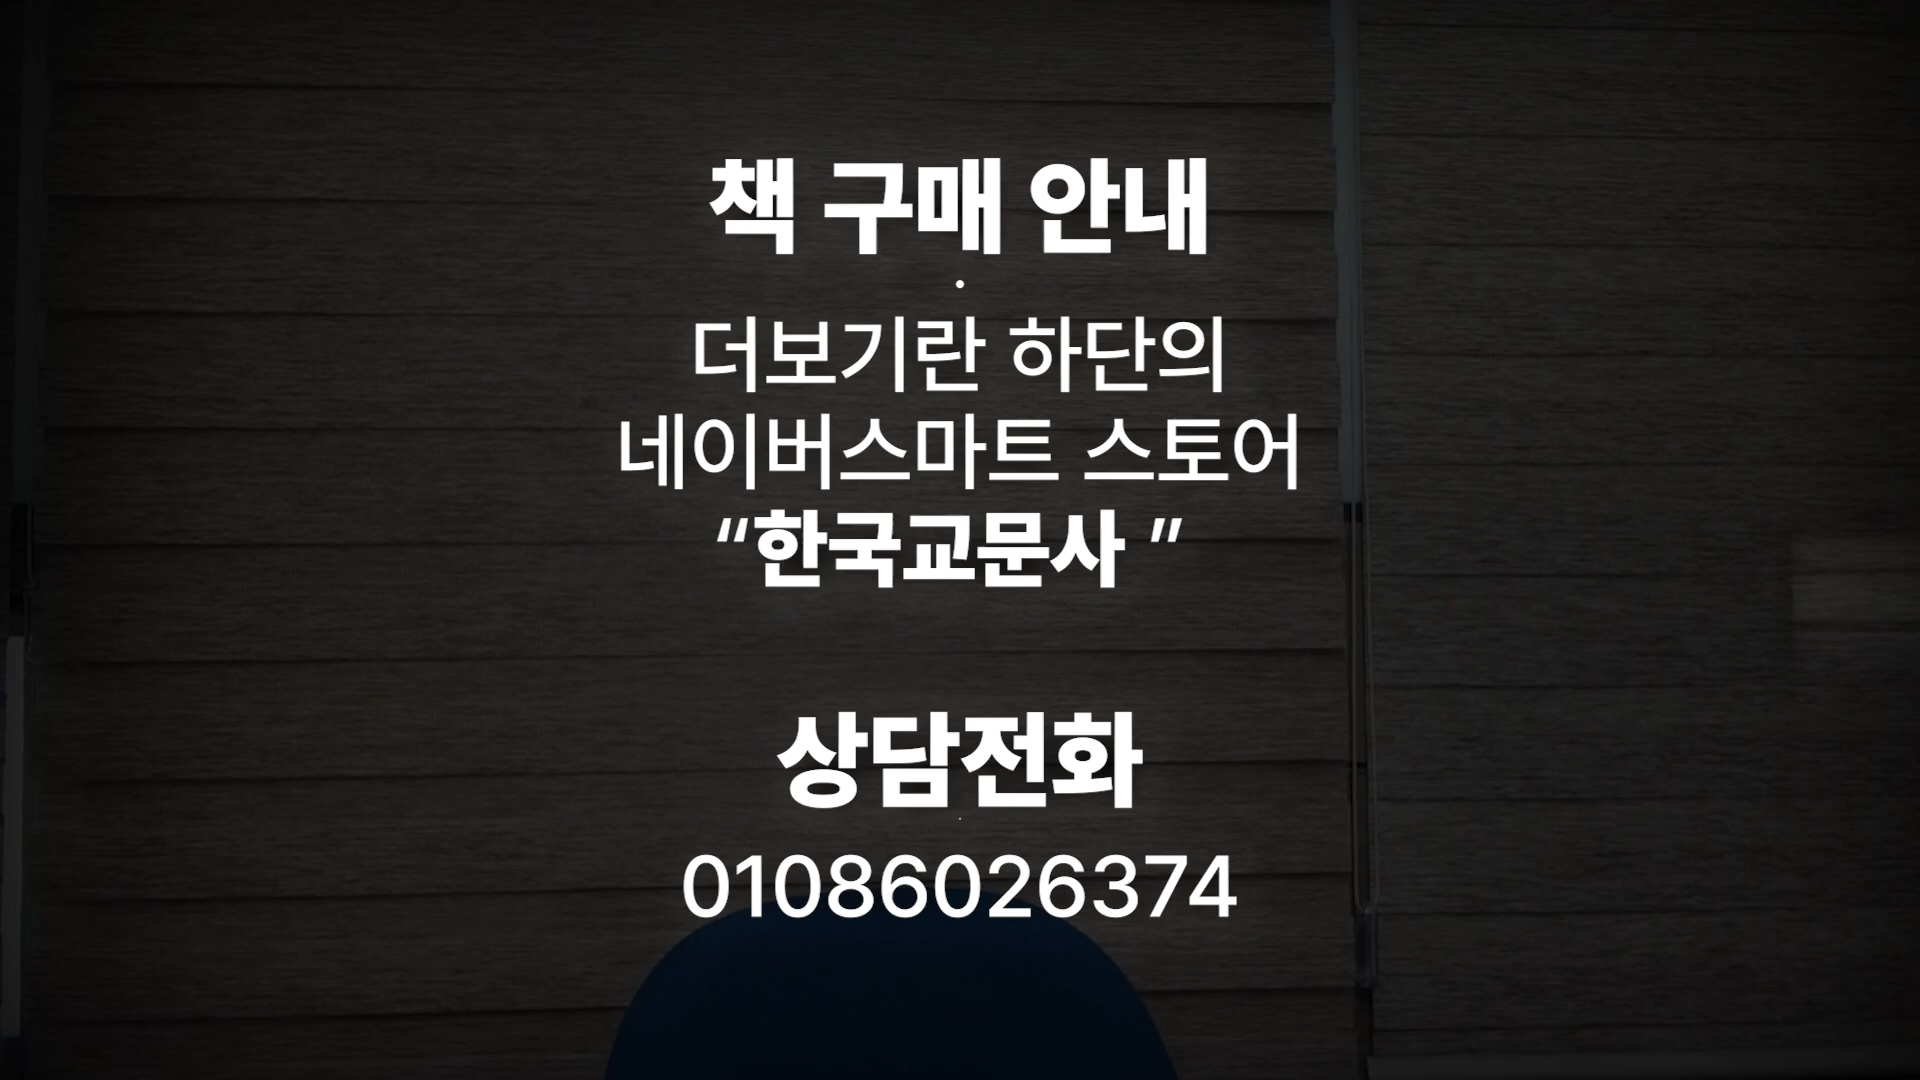 책 구매 안내
·
더보기란 하단의
네이버스마트 스토어
“한국교문사 ”
상담전화
.
01086026374